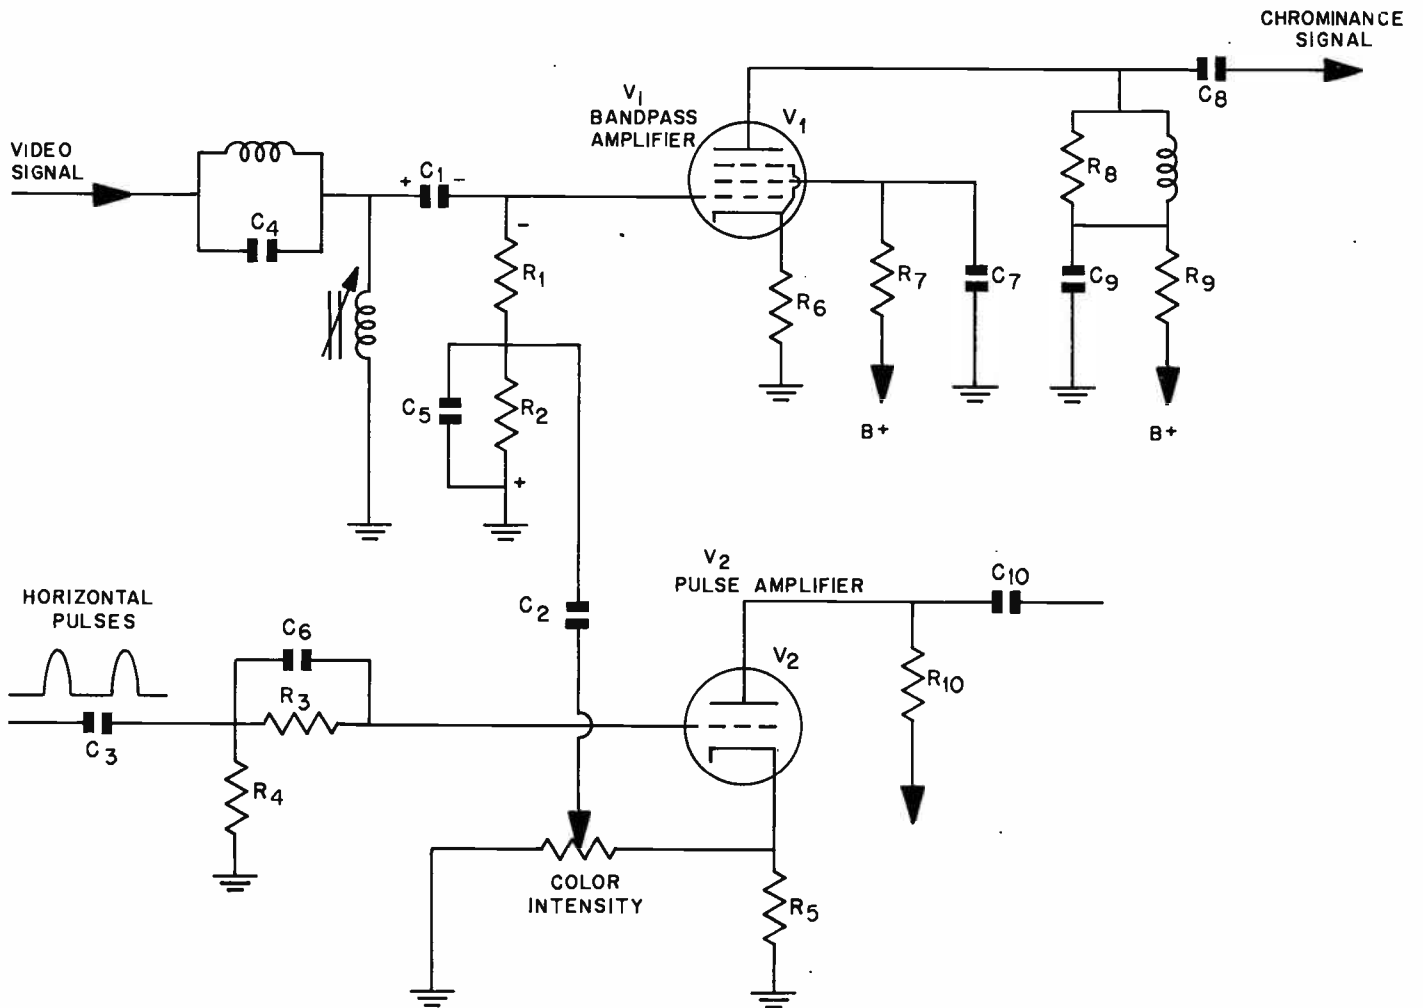 CHROMINANCE
SIGNAL
C8
V1
BANDPASS
AMPLIFIER
V1
VIDEO
SIGNAL
C4
+ C1 -
-
R1
R6
R7
C7
R8
C9
R9
C5
R2
+
B+
B+
V2
PULSE AMPLIFIER
C10
HORIZONTAL
PULSES
C6
C2
V2
R10
R3
C3
R4
COLOR
INTENSITY
R5